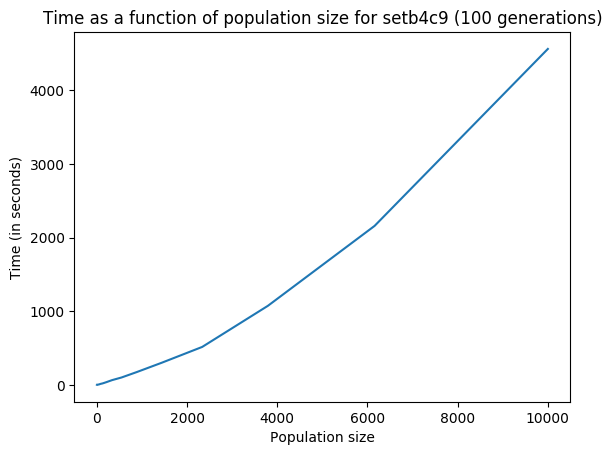 Time as a function of population size for setb4c9 (100 generations)
Time (in seconds)
4000
3000
2000
1000
0
0 2000 4000 6000 8000 10000
Population size